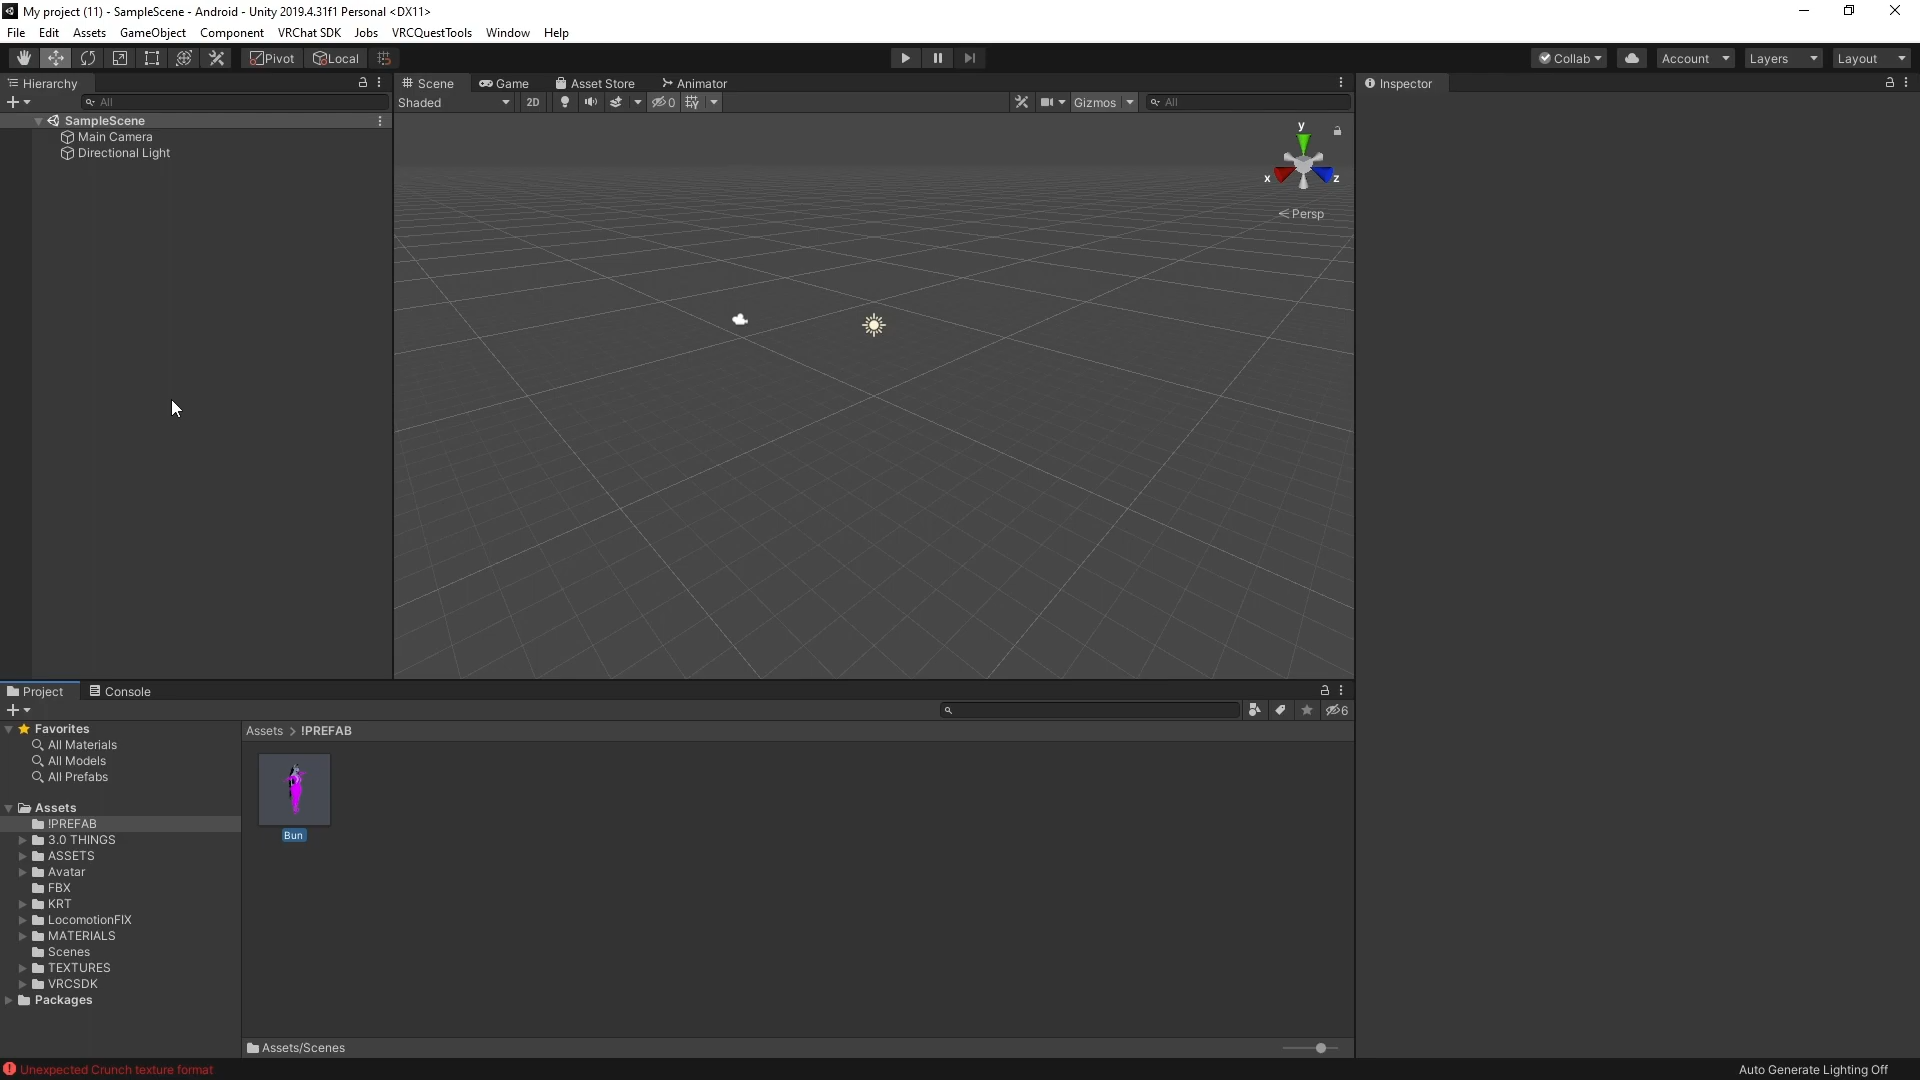 My project (11) - SampleScene - Android - Unity 2019.4.31f1 Personal <DX11>
File Edit Assets GameObject Component VRChat SDK Jobs VRCQuestTools Window Help
Pivot Local Collab Account Layers Layout
Hierarchy Scene Game Asset Store Animator Inspector
All Shaded 2D 0 Gizmos All
SampleScene
Main Camera
Directional Light
y
x z
Persp
Project Console
6
Favorites
All Materials
All Models
All Prefabs
Assets
!PREFAB
3.0 THINGS
ASSETS
Avatar
FBX
KRT
LocomotionFIX
MATERIALS
Scenes
TEXTURES
VRCSDK
Packages
Assets > !PREFAB
Bun
Assets/Scenes
Unexpected Crunch texture format
Auto Generate Lighting Off